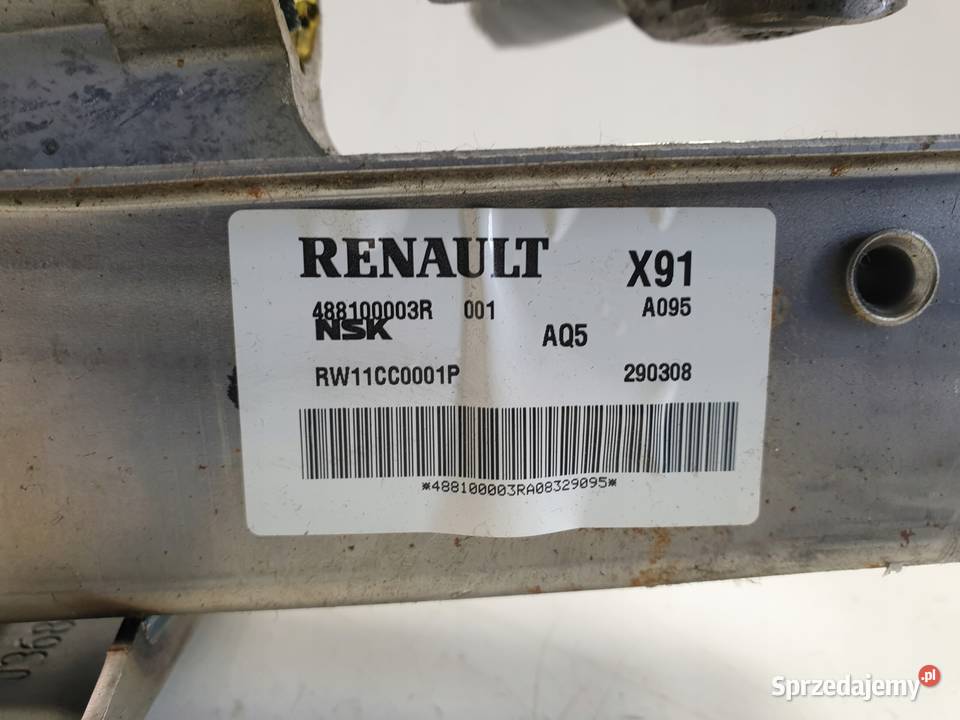 RENAULT X91
488100003R 001 A095
NSK AQ5
RW11CC0001P 290308
*488100003RA08329095*
Sprzedajemy.pl